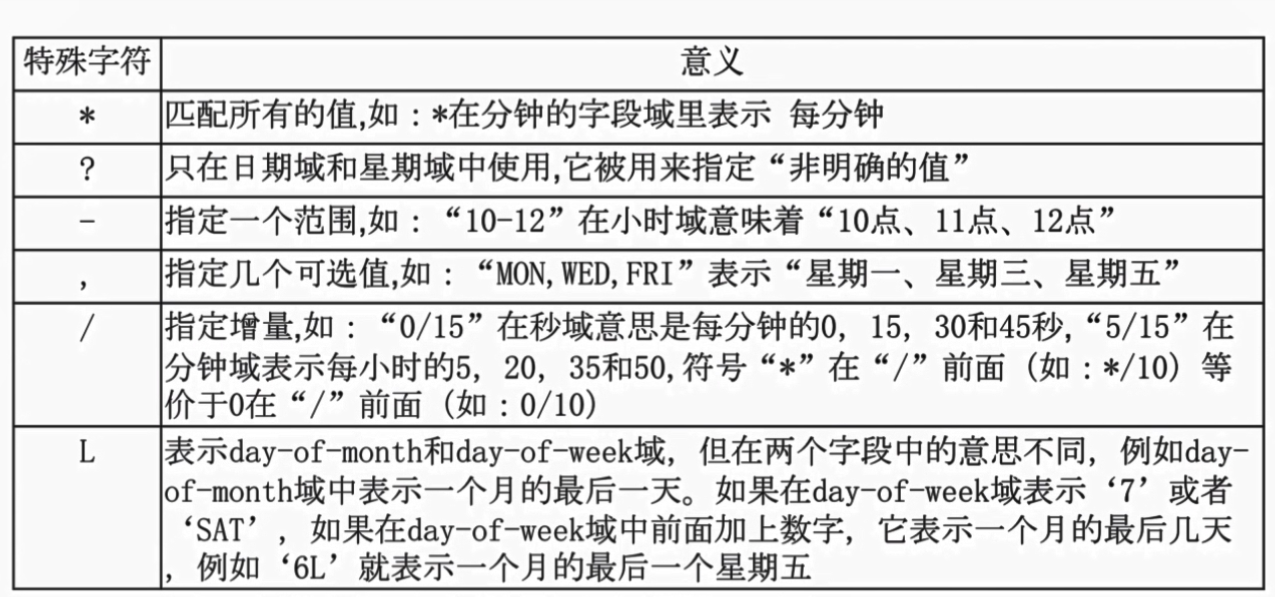 特殊字符 意义
* 匹配所有的值,如：*在分钟的字段域里表示 每分钟
? 只在日期域和星期域中使用,它被用来指定“非明确的值”
- 指定一个范围,如：“10-12”在小时域意味着“10点、11点、12点”
, 指定几个可选值,如：“MON,WED,FRI”表示“星期一、星期三、星期五”
/ 指定增量,如：“0/15”在秒域意思是每分钟的0, 15, 30和45秒,“5/15”在
分钟域表示每小时的5, 20, 35和50,符号“*”在“/”前面（如：*/10）等
价于0在“/”前面（如：0/10）
L 表示day-of-month和day-of-week域, 但在两个字段中的意思不同, 例如day-
of-month域中表示一个月的最后一天。如果在day-of-week域表示‘7’或者
‘SAT’, 如果在day-of-week域中前面加上数字, 它表示一个月的最后几天
, 例如‘6L’就表示一个月的最后一个星期五